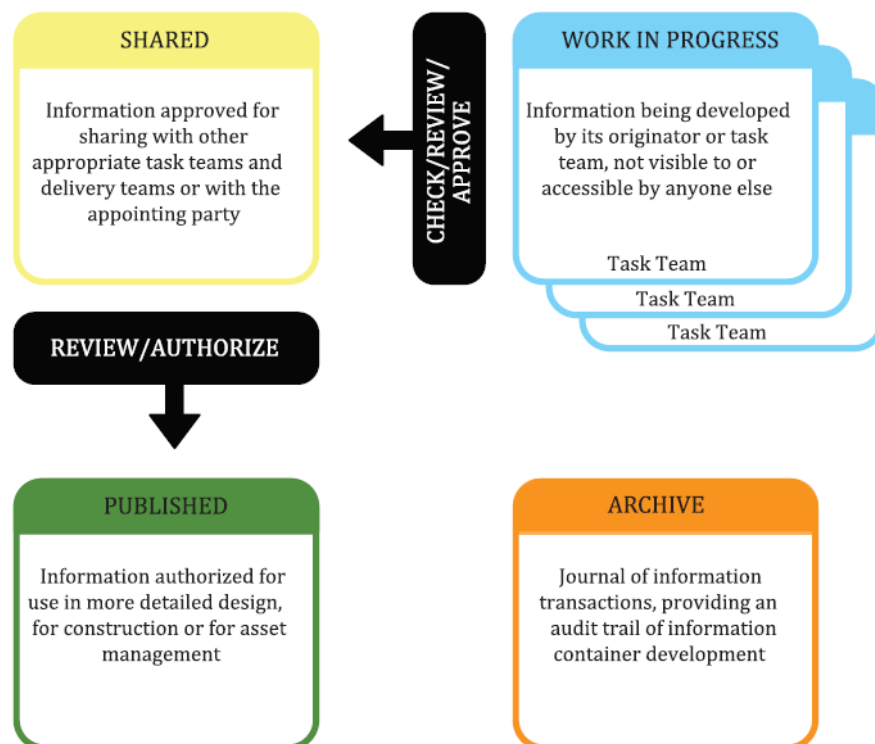 SHARED
Information approved for
sharing with other
appropriate task teams and
delivery teams or with the
appointing party
CHECK/REVIEW/
APPROVE
WORK IN PROGRESS
Information being developed
by its originator or task
team, not visible to or
accessible by anyone else
Task Team
Task Team
Task Team
REVIEW/AUTHORIZE
PUBLISHED
Information authorized for
use in more detailed design,
for construction or for asset
management
ARCHIVE
Journal of information
transactions, providing an
audit trail of information
container development